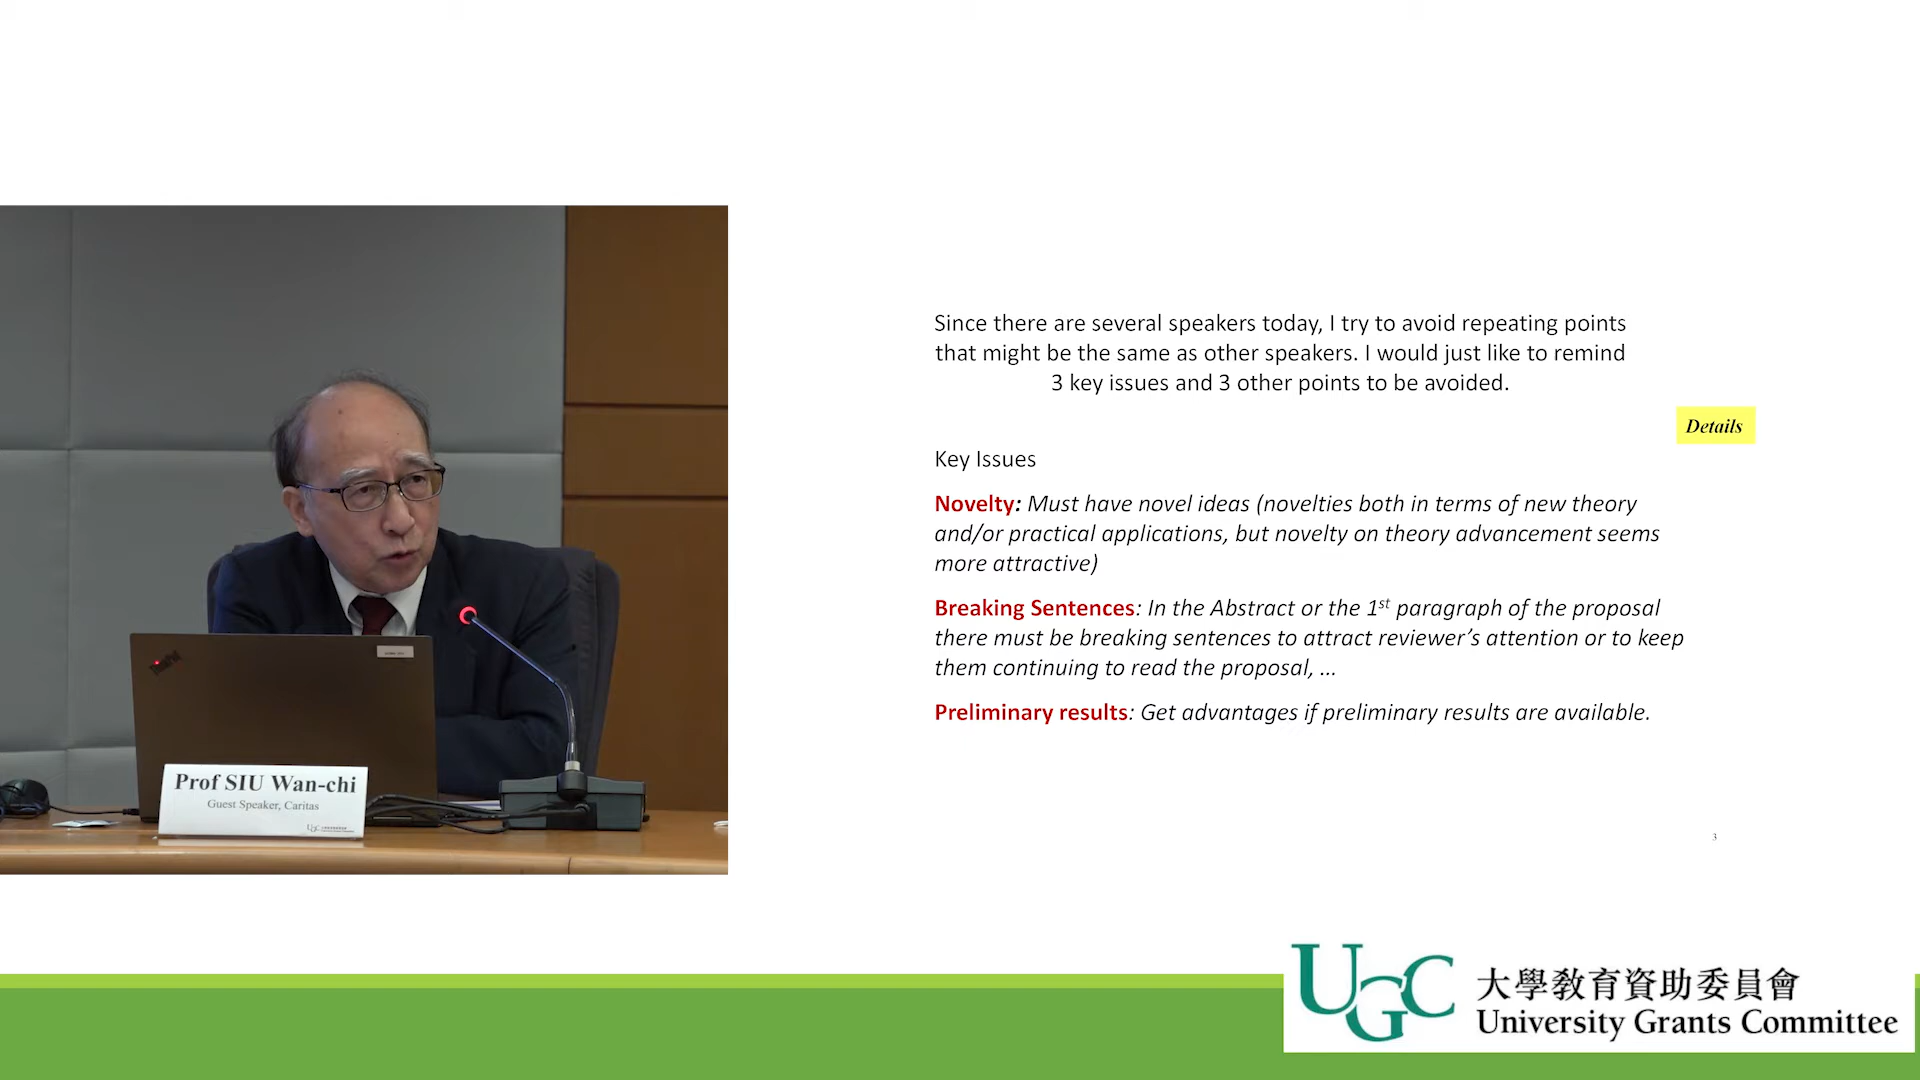 Since there are several speakers today, I try to avoid repeating points
that might be the same as other speakers. I would just like to remind
3 key issues and 3 other points to be avoided.
Details
Key Issues
Novelty: Must have novel ideas (novelties both in terms of new theory
and/or practical applications, but novelty on theory advancement seems
more attractive)
Breaking Sentences: In the Abstract or the 1st paragraph of the proposal
there must be breaking sentences to attract reviewer’s attention or to keep
them continuing to read the proposal, ...
Preliminary results: Get advantages if preliminary results are available.
3
ThinkPad
Prof SIU Wan-chi
Guest Speaker, Caritas
UGC
UGC 大學教育資助委員會
University Grants Committee